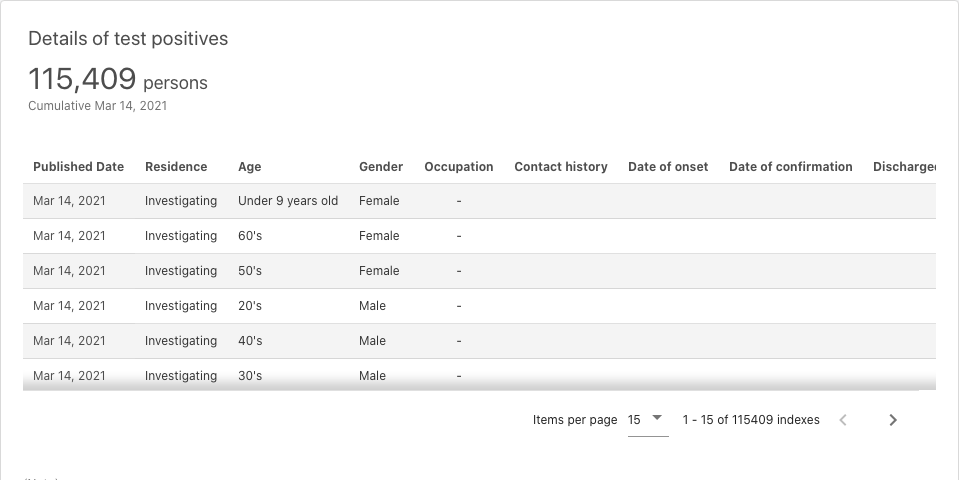 Details of test positives
115,409 persons
Cumulative Mar 14, 2021
Published Date Residence Age Gender Occupation Contact history Date of onset Date of confirmation Discharged
Mar 14, 2021 Investigating Under 9 years old Female -
Mar 14, 2021 Investigating 60's Female -
Mar 14, 2021 Investigating 50's Female -
Mar 14, 2021 Investigating 20's Male -
Mar 14, 2021 Investigating 40's Male -
Mar 14, 2021 Investigating 30's Male -
Items per page 15 1 - 15 of 115409 indexes